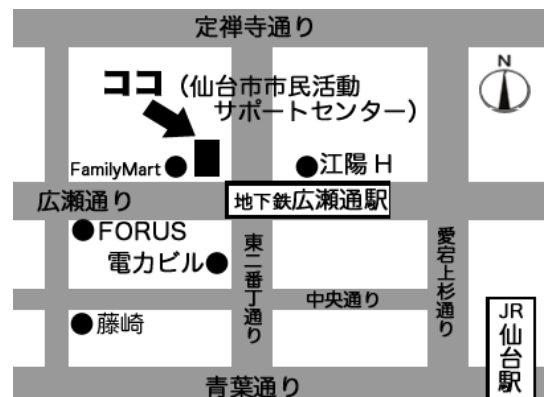 定禅寺通り
N
ココ（仙台市市民活動
サポートセンター）
FamilyMart
江陽 H
広瀬通り
地下鉄広瀬通駅
FORUS
電力ビル
東二番丁通り
愛宕上杉通り
中央通り
藤崎
JR
仙台駅
青葉通り